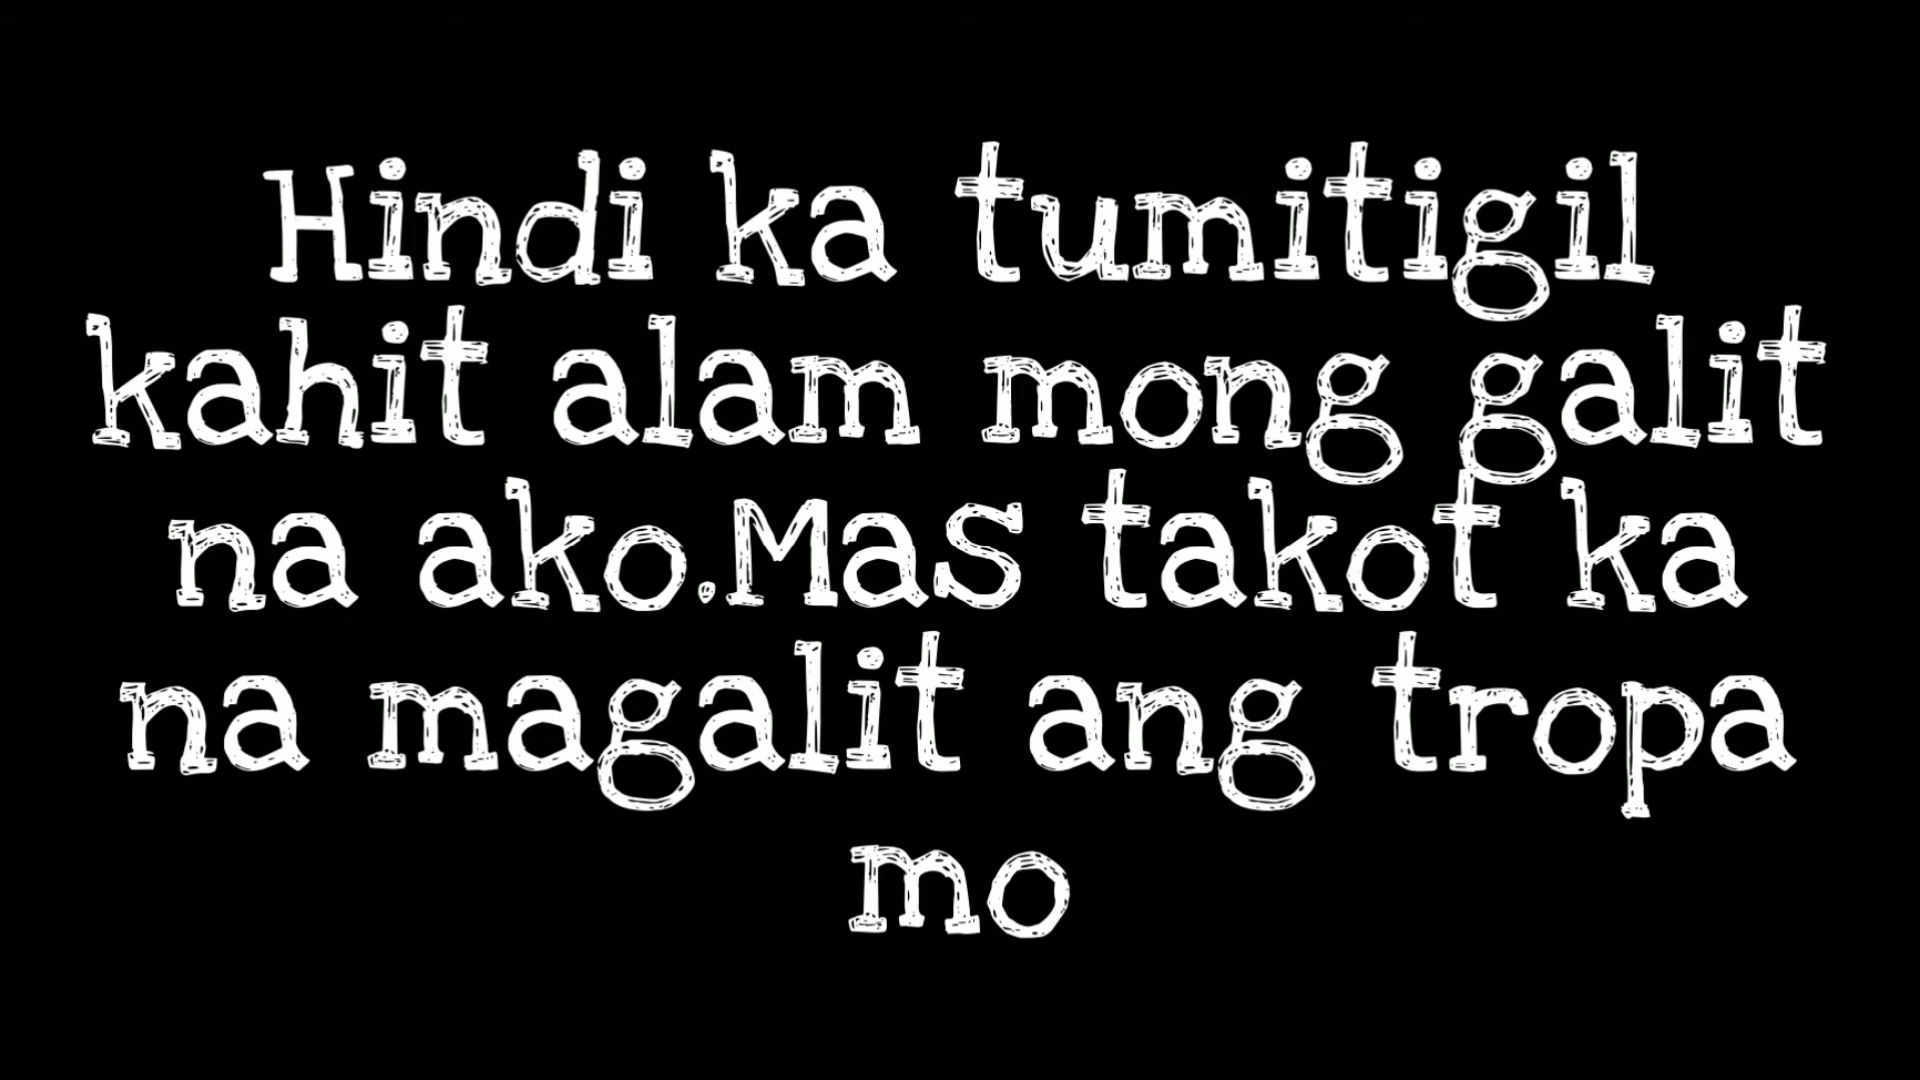 Hindi ka tumitigil
kahit alam mong galit
na ako.Mas takot ka
na magalit ang tropa
mo